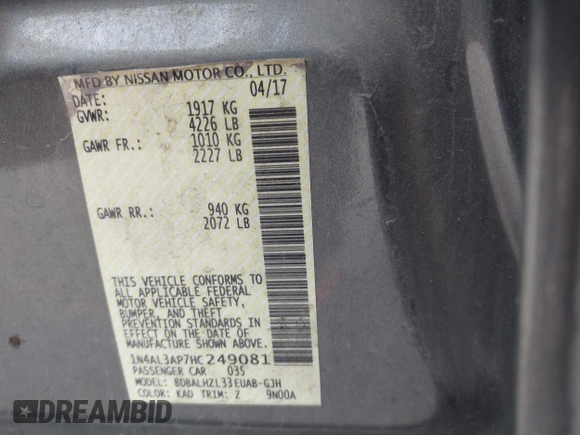 MFD BY NISSAN MOTOR CO., LTD.
DATE: 04/17
GVWR: 1917 KG
4226 LB
GAWR FR.: 1010 KG
2227 LB
GAWR RR.: 940 KG
2072 LB
THIS VEHICLE CONFORMS TO
ALL APPLICABLE FEDERAL
MOTOR VEHICLE SAFETY,
BUMPER, AND THEFT
PREVENTION STANDARDS IN
EFFECT ON THE DATE OF
MANUFACTURE SHOWN ABOVE.
1N4AL3AP7HC249081
PASSENGER CAR 035
MODEL: BDBALHZL33EUAB-GJH
COLOR: KAD TRIM: Z 9N00A
IDREAMBID